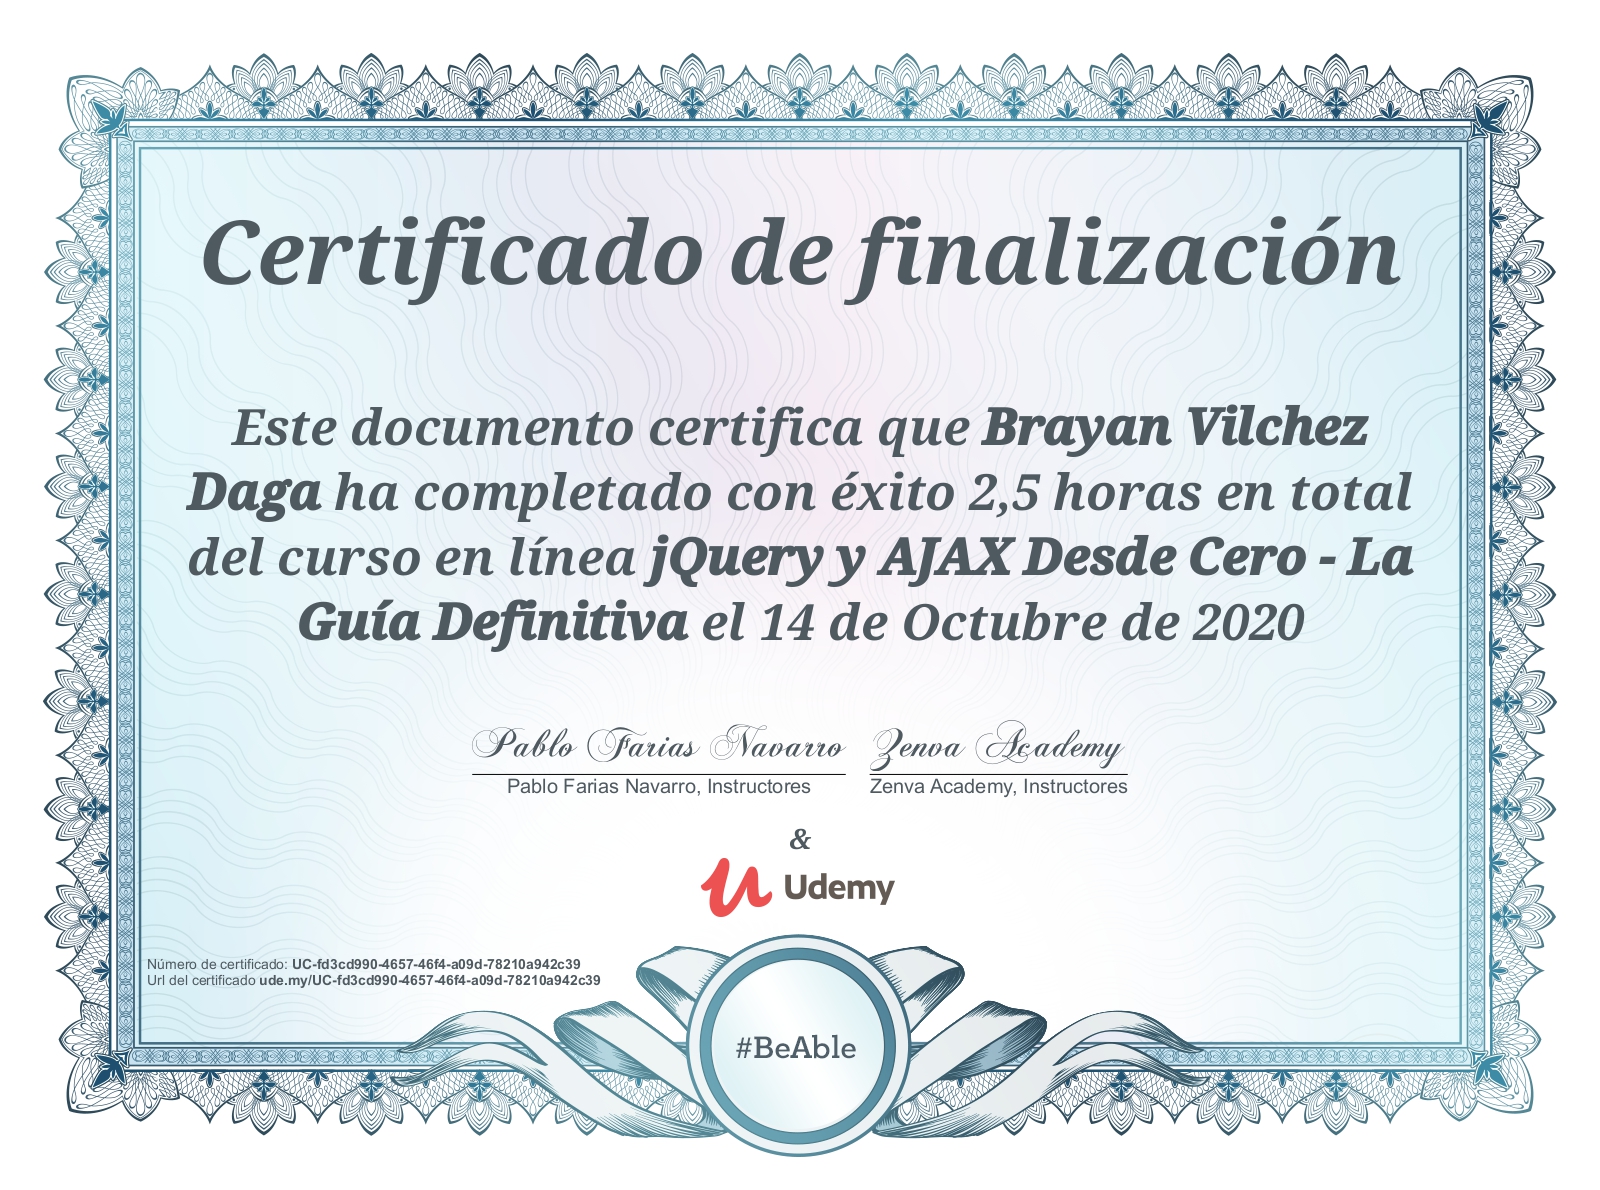 Certificado de finalización
Este documento certifica que Brayan Vilchez
Daga ha completado con éxito 2,5 horas en total
del curso en línea jQuery y AJAX Desde Cero - La
Guía Definitiva el 14 de Octubre de 2020
Pablo Farias Navarro Zenva Academy
Pablo Farias Navarro, Instructores Zenva Academy, Instructores
&
Udemy
Número de certificado: UC-fd3cd990-4657-46f4-a09d-78210a942c39
Url del certificado ude.my/UC-fd3cd990-4657-46f4-a09d-78210a942c39
#BeAble